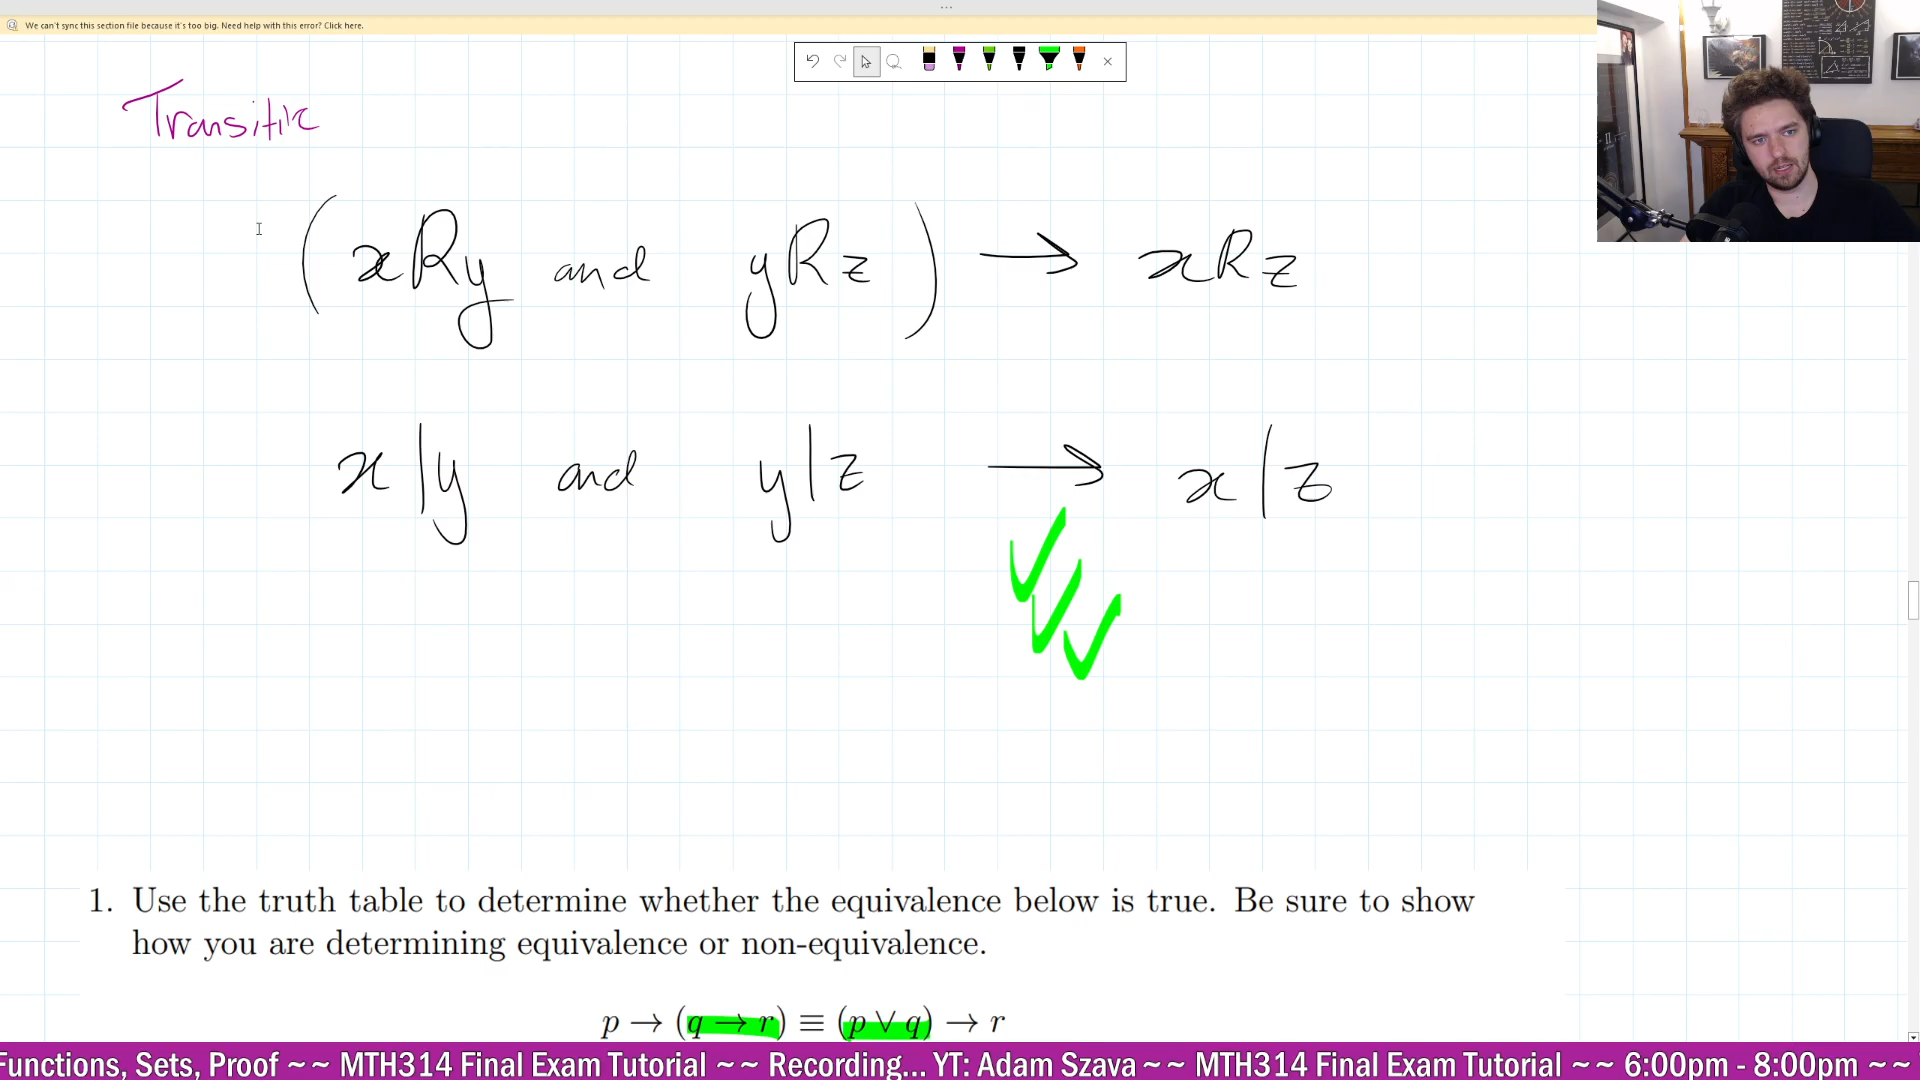 We can't sync this section file because it's too big. Need help with this error? Click here.
Transitive
(xRy and yRz) → xRz
x|y and y|z → x|z
1. Use the truth table to determine whether the equivalence below is true. Be sure to show
how you are determining equivalence or non-equivalence.
p → (q → r) ≡ (p ∨ q) → r
Functions, Sets, Proof ~~ MTH314 Final Exam Tutorial ~~ Recording... YT: Adam Szava ~~ MTH314 Final Exam Tutorial ~~ 6:00pm - 8:00pm ~~